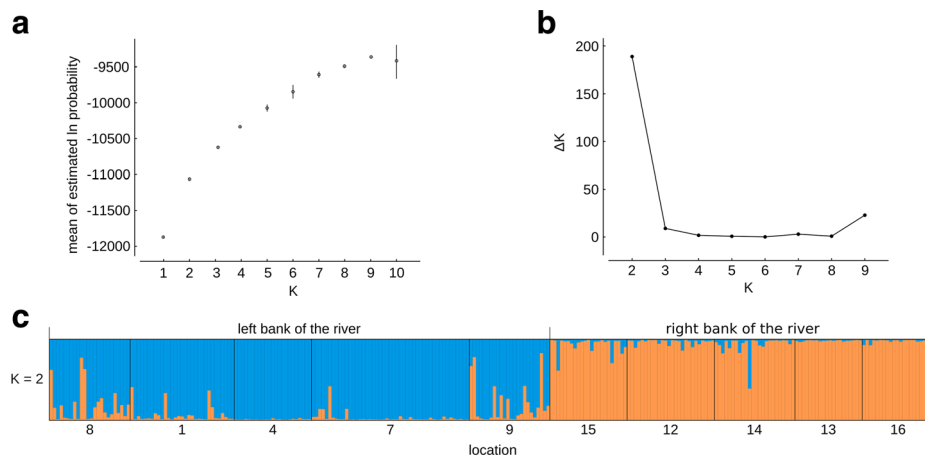 a
mean of estimated ln probability
-9500
-10000
-10500
-11000
-11500
-12000
1 2 3 4 5 6 7 8 9 10
K
b
ΔK
200
150
100
50
0
2 3 4 5 6 7 8 9
K
c
left bank of the river right bank of the river
K = 2
8 1 4 7 9 15 12 14 13 16
location